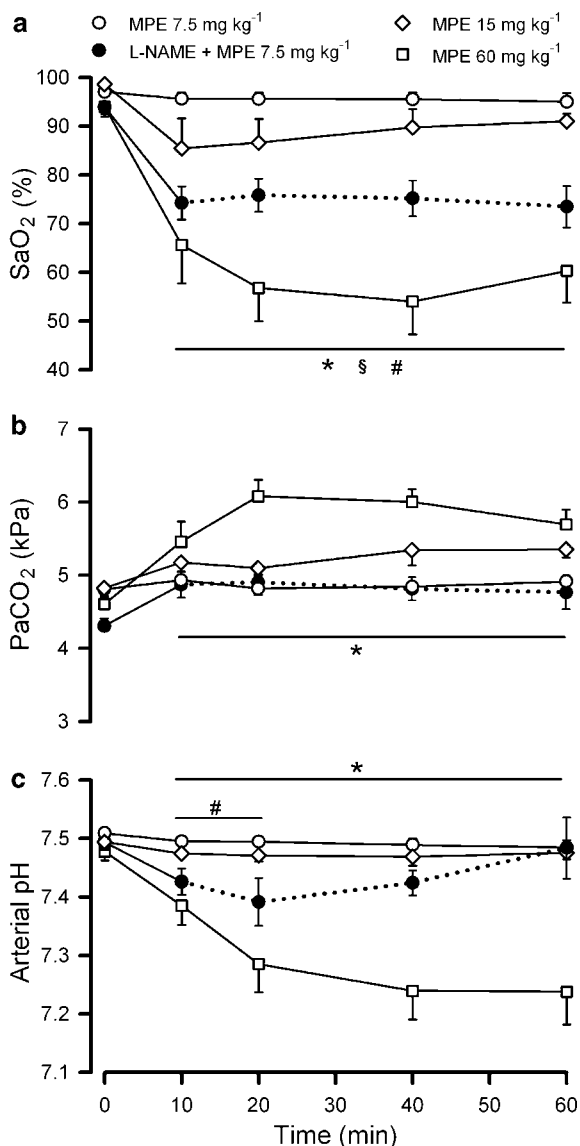 a
MPE 7.5 mg kg⁻¹
MPE 15 mg kg⁻¹
L-NAME + MPE 7.5 mg kg⁻¹
MPE 60 mg kg⁻¹
100
90
80
70
60
50
40
SaO₂ (%)
* § #
b
7
6
5
4
3
PaCO₂ (kPa)
*
c
7.6
7.5
7.4
7.3
7.2
7.1
Arterial pH
*
#
0 10 20 30 40 50 60
Time (min)